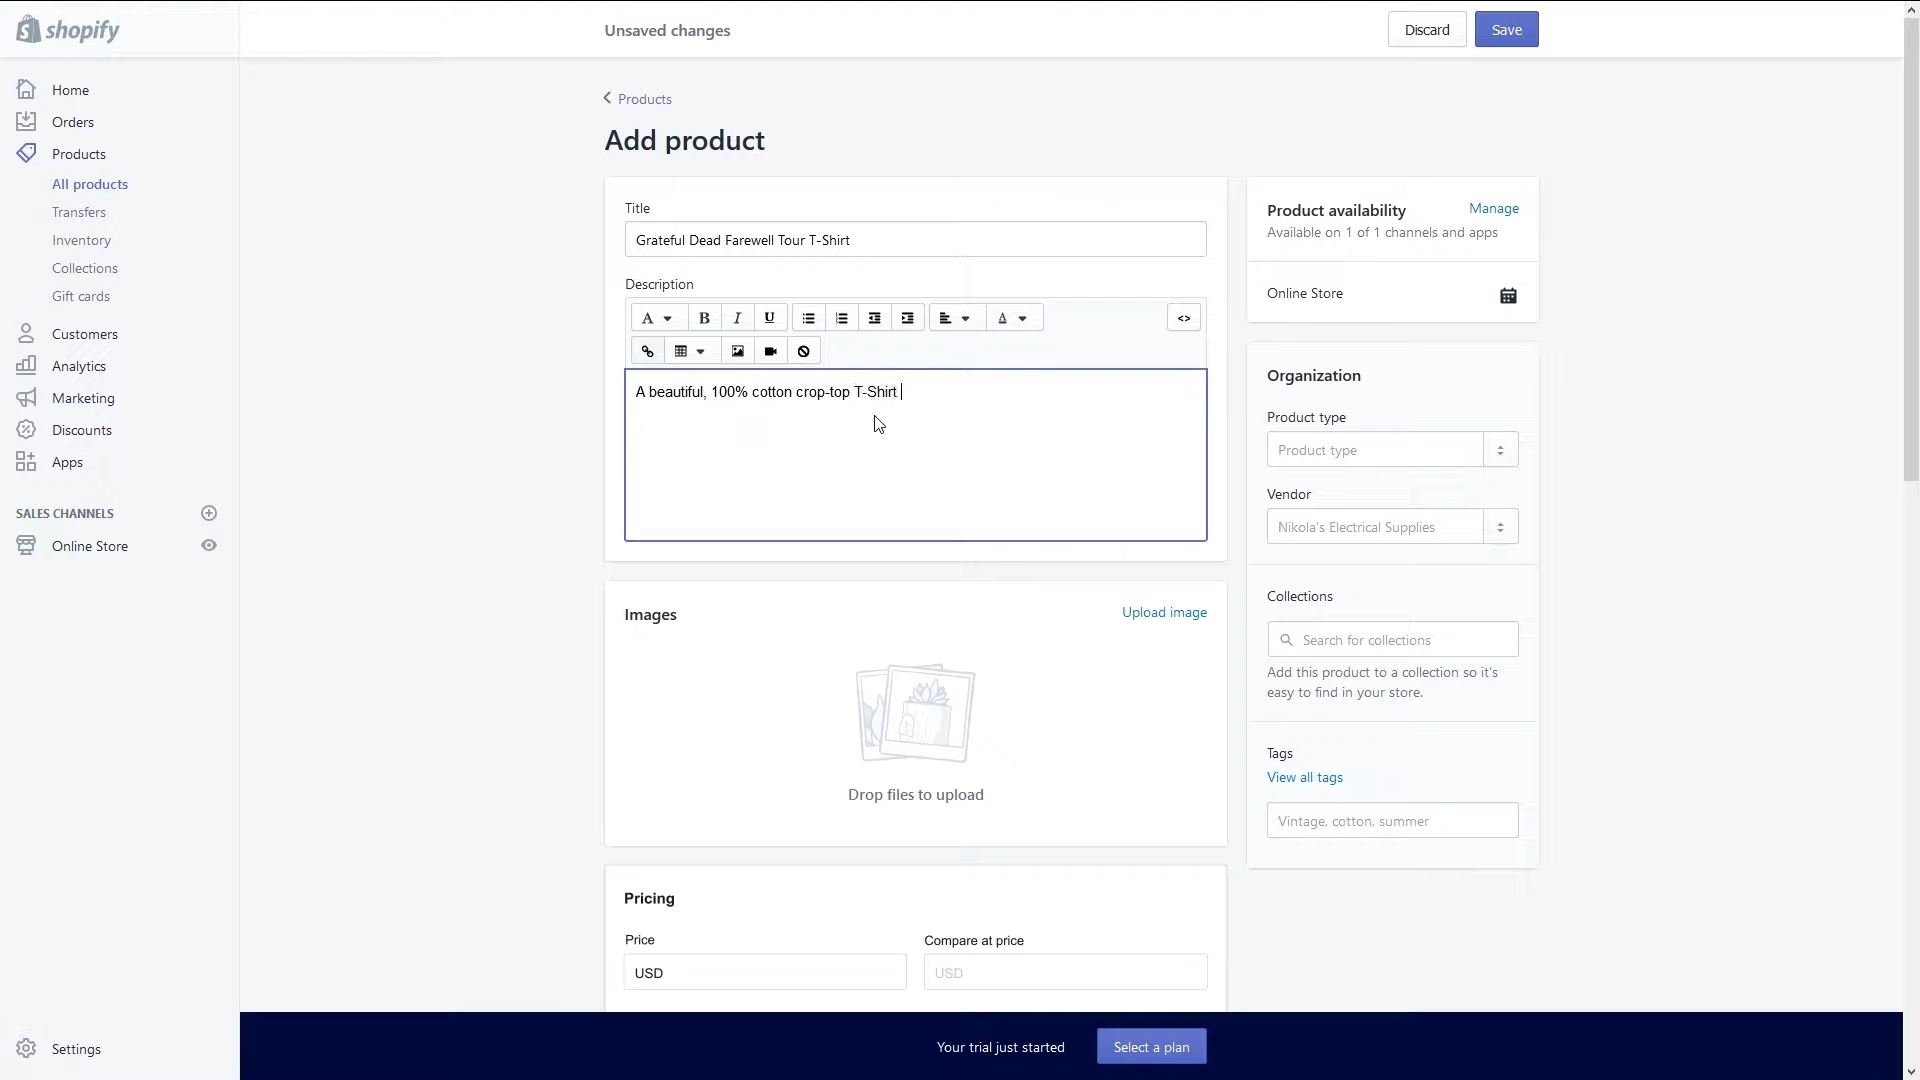 shopify
Unsaved changes
Discard
Save
Home
Orders
Products
All products
Transfers
Inventory
Collections
Gift cards
Customers
Analytics
Marketing
Discounts
Apps
SALES CHANNELS
Online Store
Settings
Products
Add product
Title
Grateful Dead Farewell Tour T-Shirt
Description
A
B
I
U
A
<>
A beautiful, 100% cotton crop-top T-Shirt
Images
Upload image
Drop files to upload
Pricing
Price
Compare at price
USD
USD
Product availability
Manage
Available on 1 of 1 channels and apps
Online Store
Organization
Product type
Product type
Vendor
Nikola's Electrical Supplies
Collections
Search for collections
Add this product to a collection so it's
easy to find in your store.
Tags
View all tags
Vintage, cotton, summer
Your trial just started
Select a plan